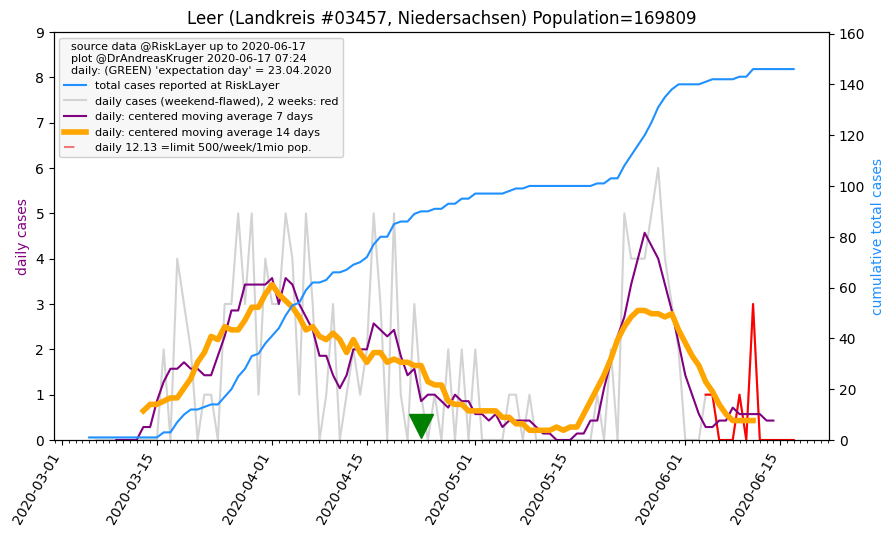 Leer (Landkreis #03457, Niedersachsen) Population=169809
source data @RiskLayer up to 2020-06-17
plot @DrAndreasKruger 2020-06-17 07:24
daily: (GREEN) 'expectation day' = 23.04.2020
total cases reported at RiskLayer
daily cases (weekend-flawed), 2 weeks: red
daily: centered moving average 7 days
daily: centered moving average 14 days
daily 12.13 =limit 500/week/1mio pop.
daily cases
9
8
7
6
5
4
3
2
1
0
160
140
120
100
80
60
40
20
0
cumulative total cases
2020-03-01
2020-03-15
2020-04-01
2020-04-15
2020-05-01
2020-05-15
2020-06-01
2020-06-15